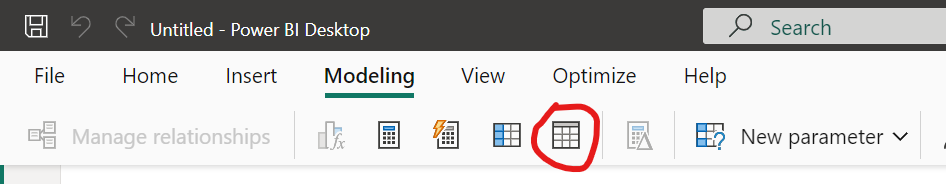 Untitled - Power BI Desktop
Search
File Home Insert Modeling View Optimize Help
Manage relationships
New parameter